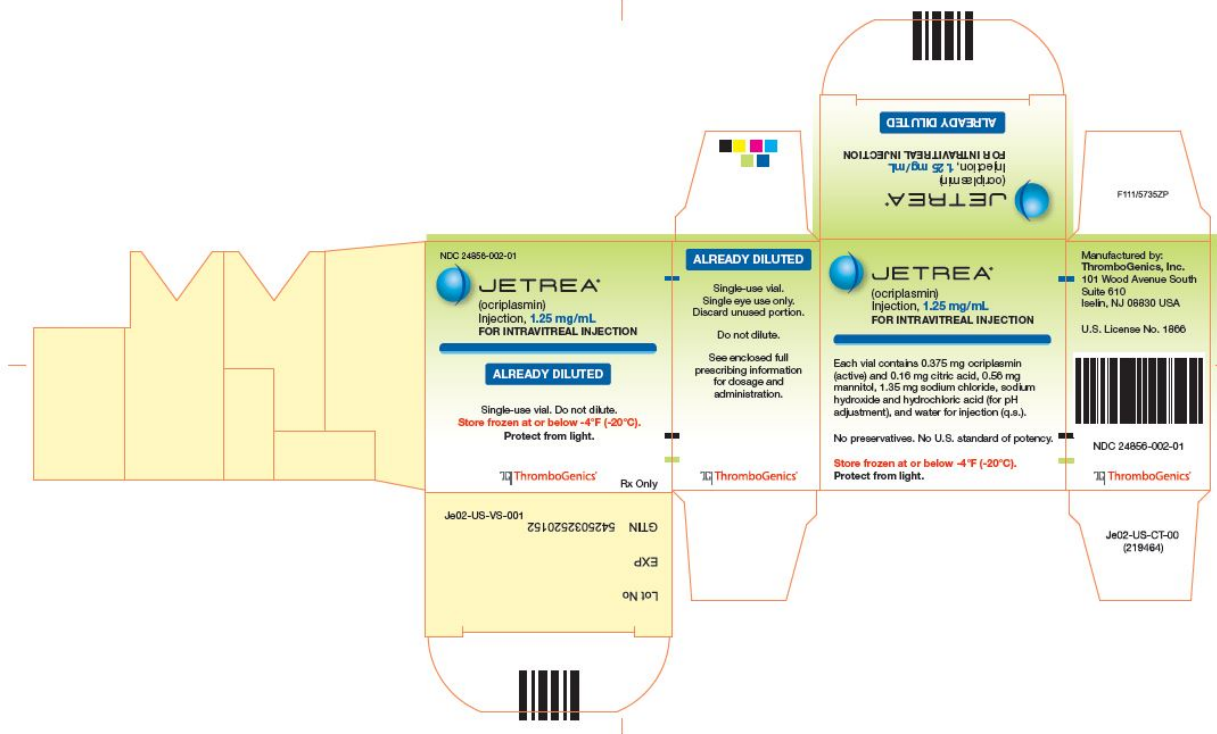 ALREADY DILUTED
FOR INTRAVITREAL INJECTION
Injection, 1.25 mg/mL
(ocriplasmin)
JETREA
F111/5735ZP
NDC 24856-002-01
JETREA
(ocriplasmin)
Injection, 1.25 mg/mL
FOR INTRAVITREAL INJECTION
ALREADY DILUTED
Single-use vial. Do not dilute.
Store frozen at or below -4°F (-20°C).
Protect from light.
ThromboGenics
Rx Only
ALREADY DILUTED
Single-use vial.
Single eye use only.
Discard unused portion.
Do not dilute.
See enclosed full
prescribing information
for dosage and
administration.
ThromboGenics
JETREA
(ocriplasmin)
Injection, 1.25 mg/mL
FOR INTRAVITREAL INJECTION
Each vial contains 0.375 mg ocriplasmin
(active) and 0.16 mg citric acid, 0.56 mg
mannitol, 1.35 mg sodium chloride, sodium
hydroxide and hydrochloric acid (for pH
adjustment), and water for injection (q.s.).
No preservatives. No U.S. standard of potency.
Store frozen at or below -4°F (-20°C).
Protect from light.
Manufactured by:
ThromboGenics, Inc.
101 Wood Avenue South
Suite 610
Iselin, NJ 08830 USA
U.S. License No. 1866
NDC 24856-002-01
ThromboGenics
Je02-US-VS-001
GTIN 5425032520152
EXP
Lot No
Je02-US-CT-00
(219464)